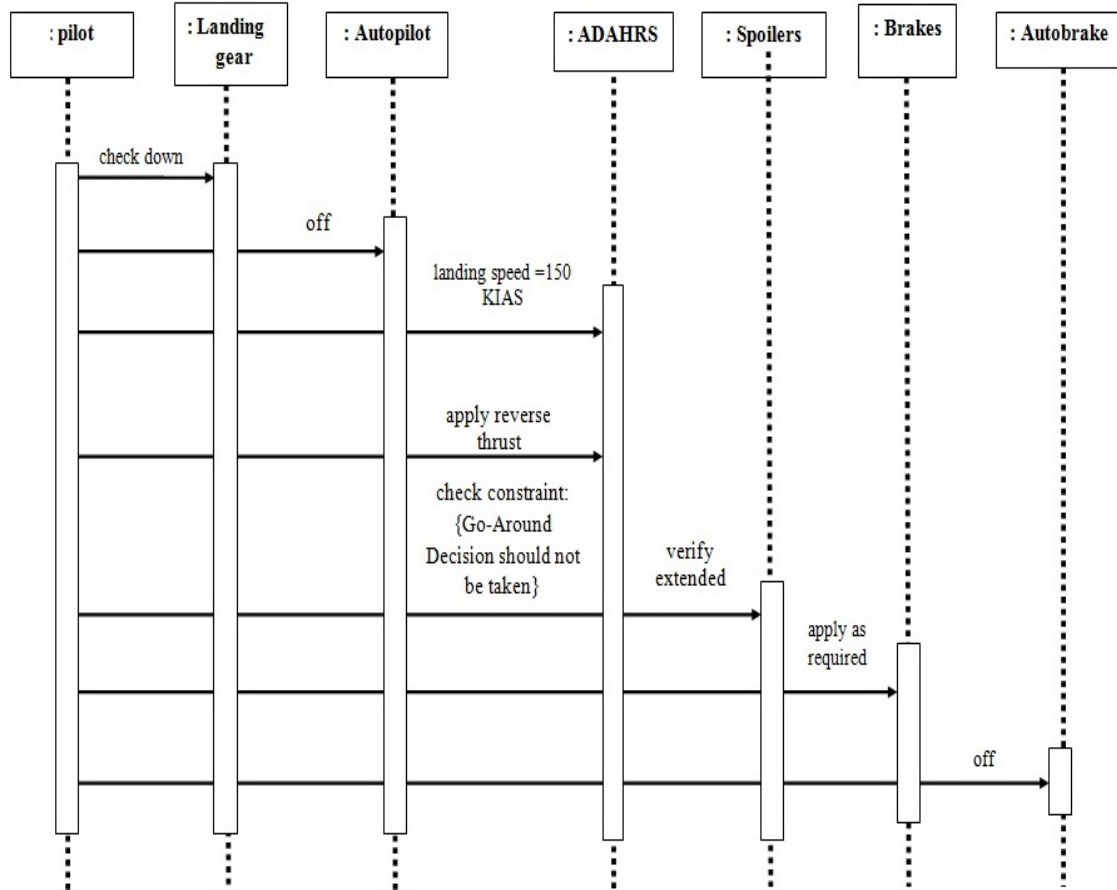 : pilot
: Landing
gear
: Autopilot
: ADAHRS
: Spoilers
: Brakes
: Autobrake
check down
off
landing speed =150
KIAS
apply reverse
thrust
check constraint:
{Go-Around
Decision should not
be taken}
verify
extended
apply as
required
off